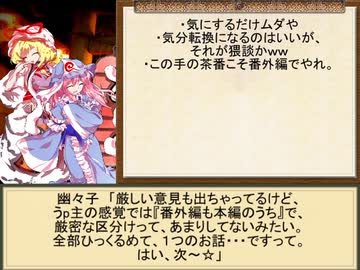 ・気にするだけムダや
・気分転換になるのはいいが、
それが猥談かｗｗ
・この手の茶番こそ番外編でやれ。
幽々子　「厳しい意見も出ちゃってるけど、
うp主の感覚では『番外編も本編のうち』で、
厳密な区分けって、あまりしてないみたい。
全部ひっくるめて、１つのお話・・・ですって。
はい、次～☆」